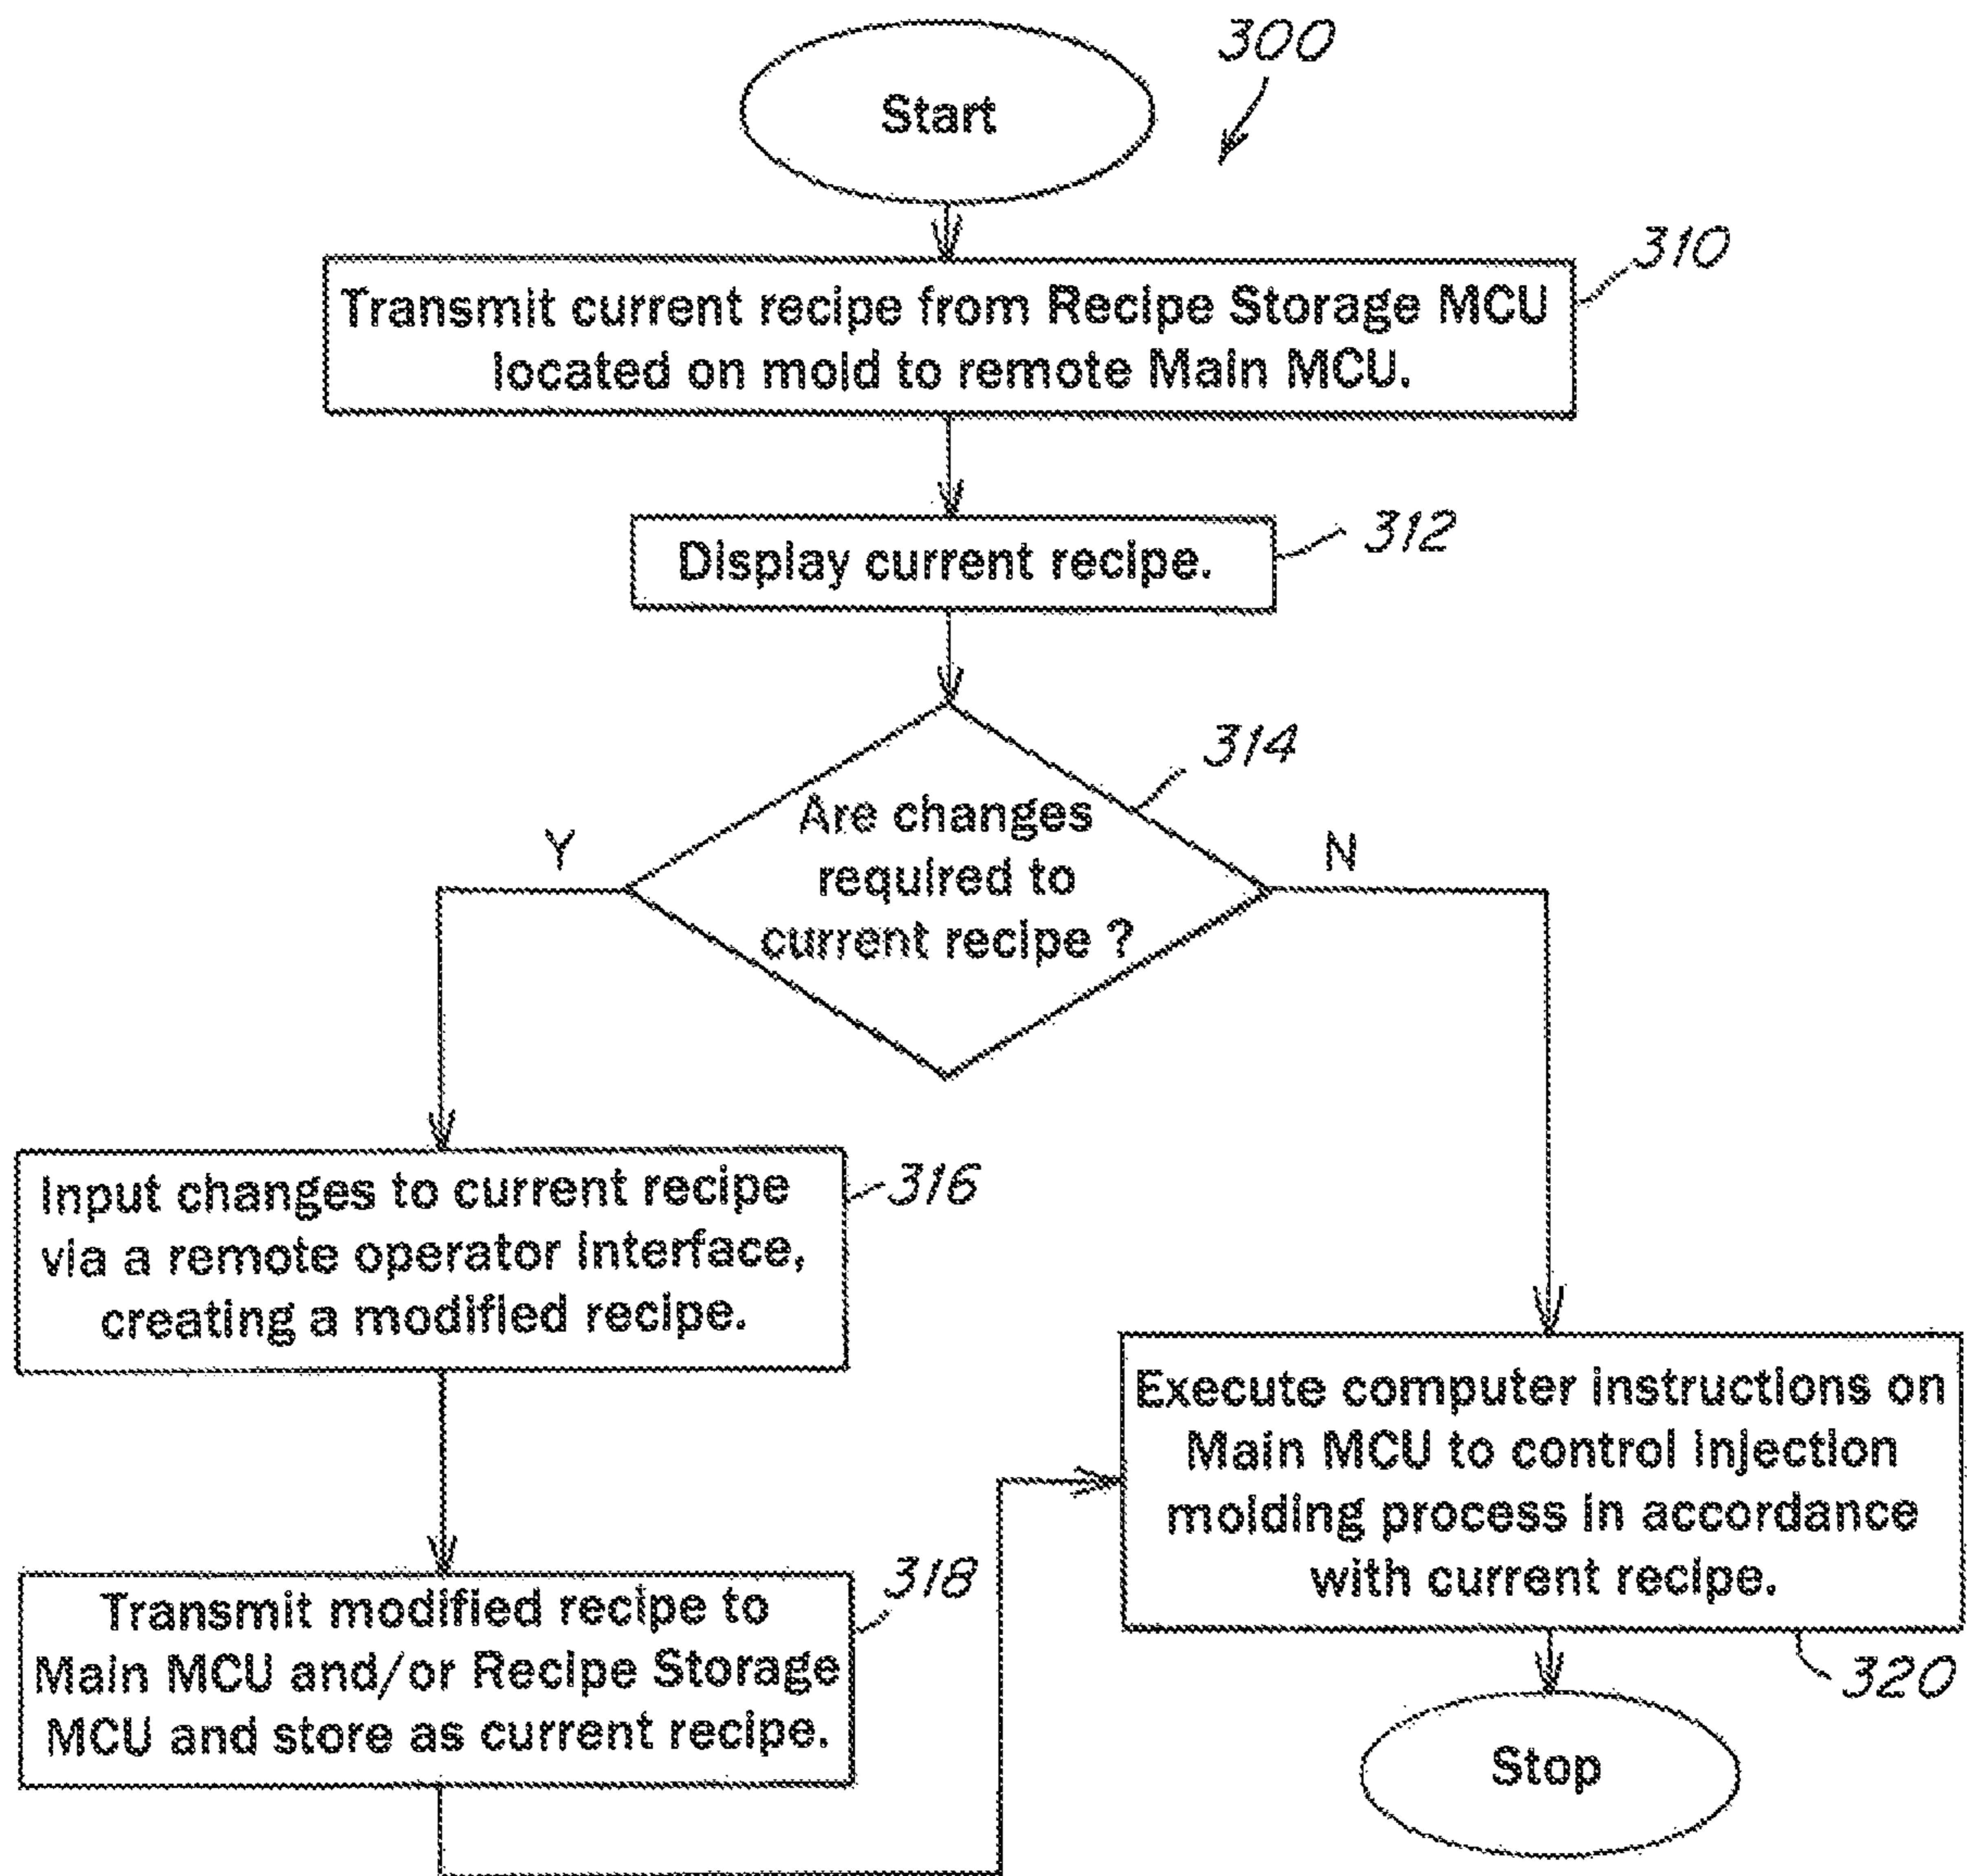 300
Start
310
Transmit current recipe from Recipe Storage MCU
located on mold to remote Main MCU.
312
Display current recipe.
314
Are changes
required to
current recipe ?
Y
N
316
Input changes to current recipe
via a remote operator interface,
creating a modified recipe.
318
Transmit modified recipe to
Main MCU and/or Recipe Storage
MCU and store as current recipe.
Execute computer instructions on
Main MCU to control injection
molding process in accordance
with current recipe.
320
Stop